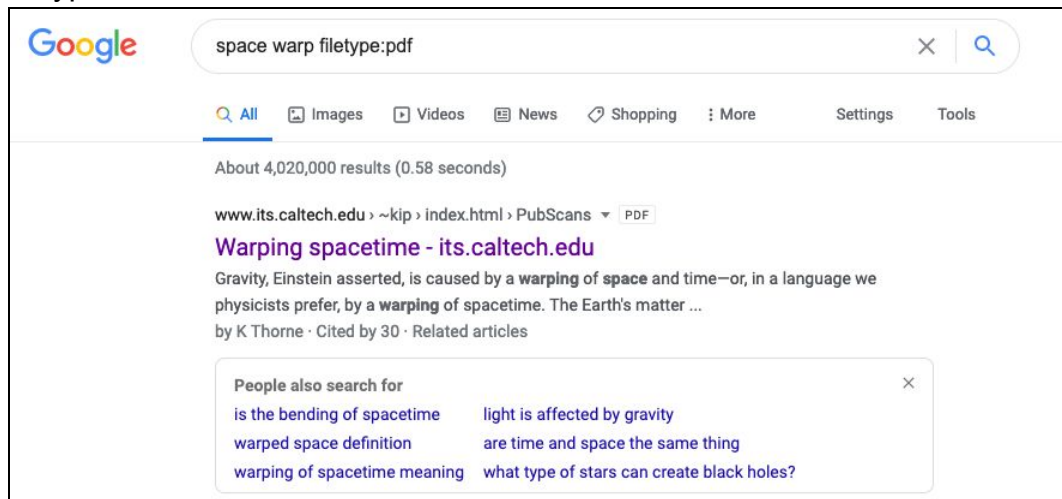 Google
space warp filetype:pdf
All Images Videos News Shopping More Settings Tools
About 4,020,000 results (0.58 seconds)
www.its.caltech.edu › ~kip › index.html › PubScans PDF
Warping spacetime - its.caltech.edu
Gravity, Einstein asserted, is caused by a warping of space and time—or, in a language we
physicists prefer, by a warping of spacetime. The Earth's matter ...
by K Thorne · Cited by 30 · Related articles
People also search for
is the bending of spacetime light is affected by gravity
warped space definition are time and space the same thing
warping of spacetime meaning what type of stars can create black holes?